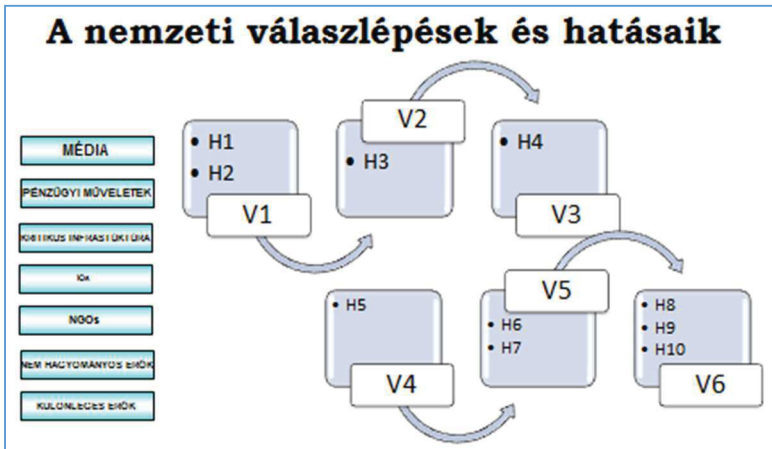 A nemzeti válaszlépések és hatásaik
MÉDIA
PÉNZÜGYI MŰVELETEK
KRITIKUS INFRASTÚKTÚRA
IOs
NGOs
NEM HAGYOMÁNYOS ERŐK
KÜLÖNLEGES ERŐK
• H1
• H2
V1
V2
• H3
• H4
V3
• H5
V4
V5
• H6
• H7
• H8
• H9
• H10
V6